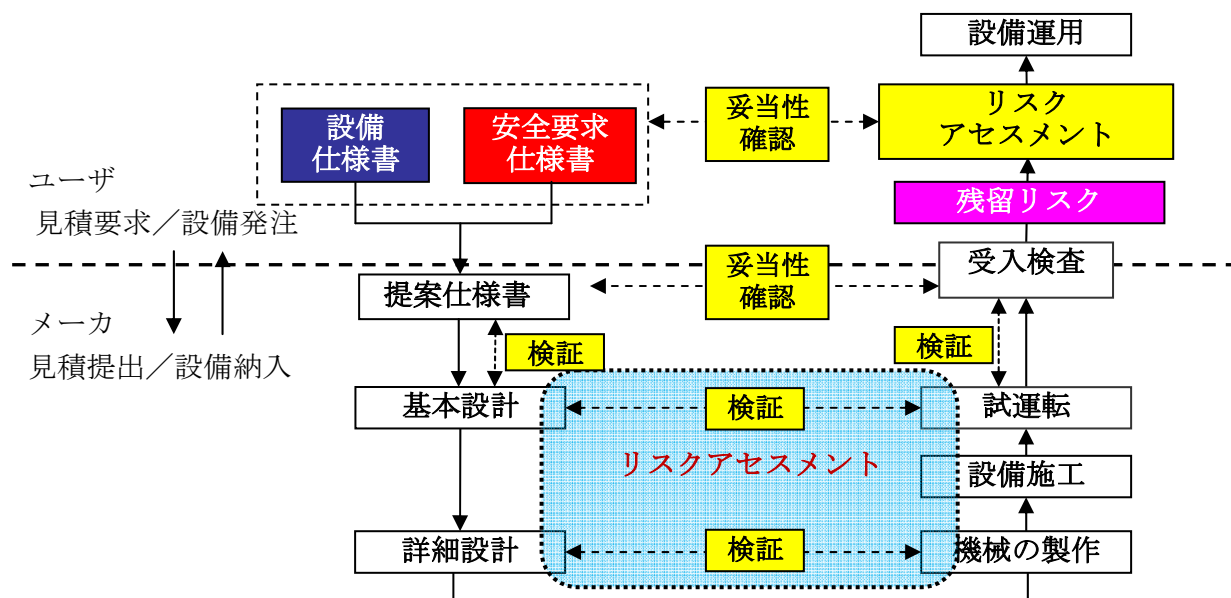 設備運用
設備
仕様書
安全要求
仕様書
妥当性
確認
リスク
アセスメント
ユーザ
見積要求／設備発注
残留リスク
提案仕様書
妥当性
確認
受入検査
メーカ
見積提出／設備納入
検証
検証
基本設計
検証
試運転
リスクアセスメント
設備施工
詳細設計
検証
機械の製作